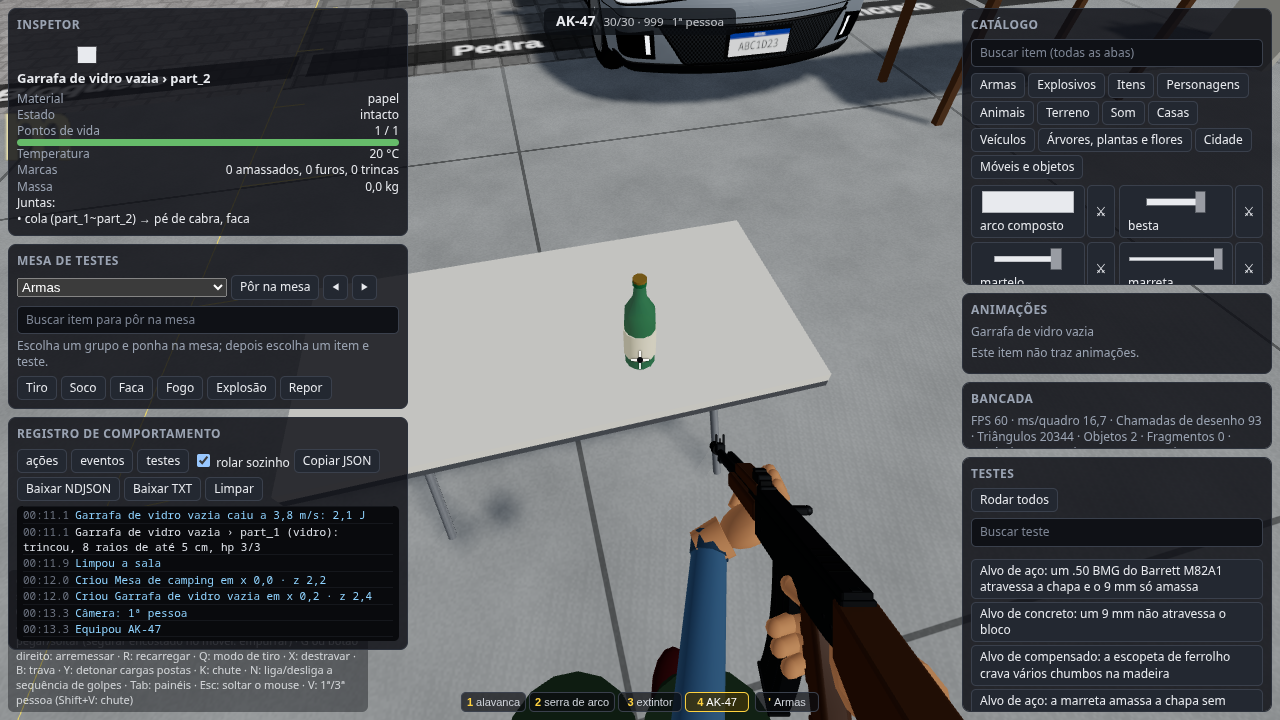 INSPETOR
Garrafa de vidro vazia › part_2
Material papel
Estado intacto
Pontos de vida 1 / 1
Temperatura 20 °C
Marcas 0 amassados, 0 furos, 0 trincas
Massa 0,0 kg
Juntas:
• cola (part_1~part_2) → pé de cabra, faca
MESA DE TESTES
Armas Pôr na mesa ◄ ►
Buscar item para pôr na mesa
Escolha um grupo e ponha na mesa; depois escolha um item e
teste.
Tiro Soco Faca Fogo Explosão Repor
REGISTRO DE COMPORTAMENTO
ações eventos testes rolar sozinho Copiar JSON
Baixar NDJSON Baixar TXT Limpar
00:11.1 Garrafa de vidro vazia caiu a 3,8 m/s: 2,1 J
00:11.1 Garrafa de vidro vazia › part_1 (vidro):
trincou, 8 raios de até 5 cm, hp 3/3
00:11.9 Limpou a sala
00:12.0 Criou Mesa de camping em x 0,0 · z 2,2
00:12.0 Criou Garrafa de vidro vazia em x 0,2 · z 2,4
00:13.3 Câmera: 1ª pessoa
00:13.3 Equipou AK-47
direito: arremessar · R: recarregar · Q: modo de tiro · X: destravar ·
B: trava · Y: detonar cargas postas · K: chute · N: liga/desliga a
sequência de golpes · Tab: painéis · Esc: soltar o mouse · V: 1ª/3ª
pessoa (Shift+V: chute)
AK-47 30/30 · 999 1ª pessoa
Pedra
ABC1D23
1 alavanca 2 serra de arco 3 extintor 4 AK-47 ' Armas
CATÁLOGO
Buscar item (todas as abas)
Armas Explosivos Itens Personagens
Animais Terreno Som Casas
Veículos Árvores, plantas e flores Cidade
Móveis e objetos
arco composto besta
martelo marreta
ANIMAÇÕES
Garrafa de vidro vazia
Este item não traz animações.
BANCADA
FPS 60 · ms/quadro 16,7 · Chamadas de desenho 93
· Triângulos 20344 · Objetos 2 · Fragmentos 0 ·
TESTES
Rodar todos
Buscar teste
Alvo de aço: um .50 BMG do Barrett M82A1
atravessa a chapa e o 9 mm só amassa
Alvo de concreto: um 9 mm não atravessa o
bloco
Alvo de compensado: a escopeta de ferrolho
crava vários chumbos na madeira
Alvo de aço: a marreta amassa a chapa sem